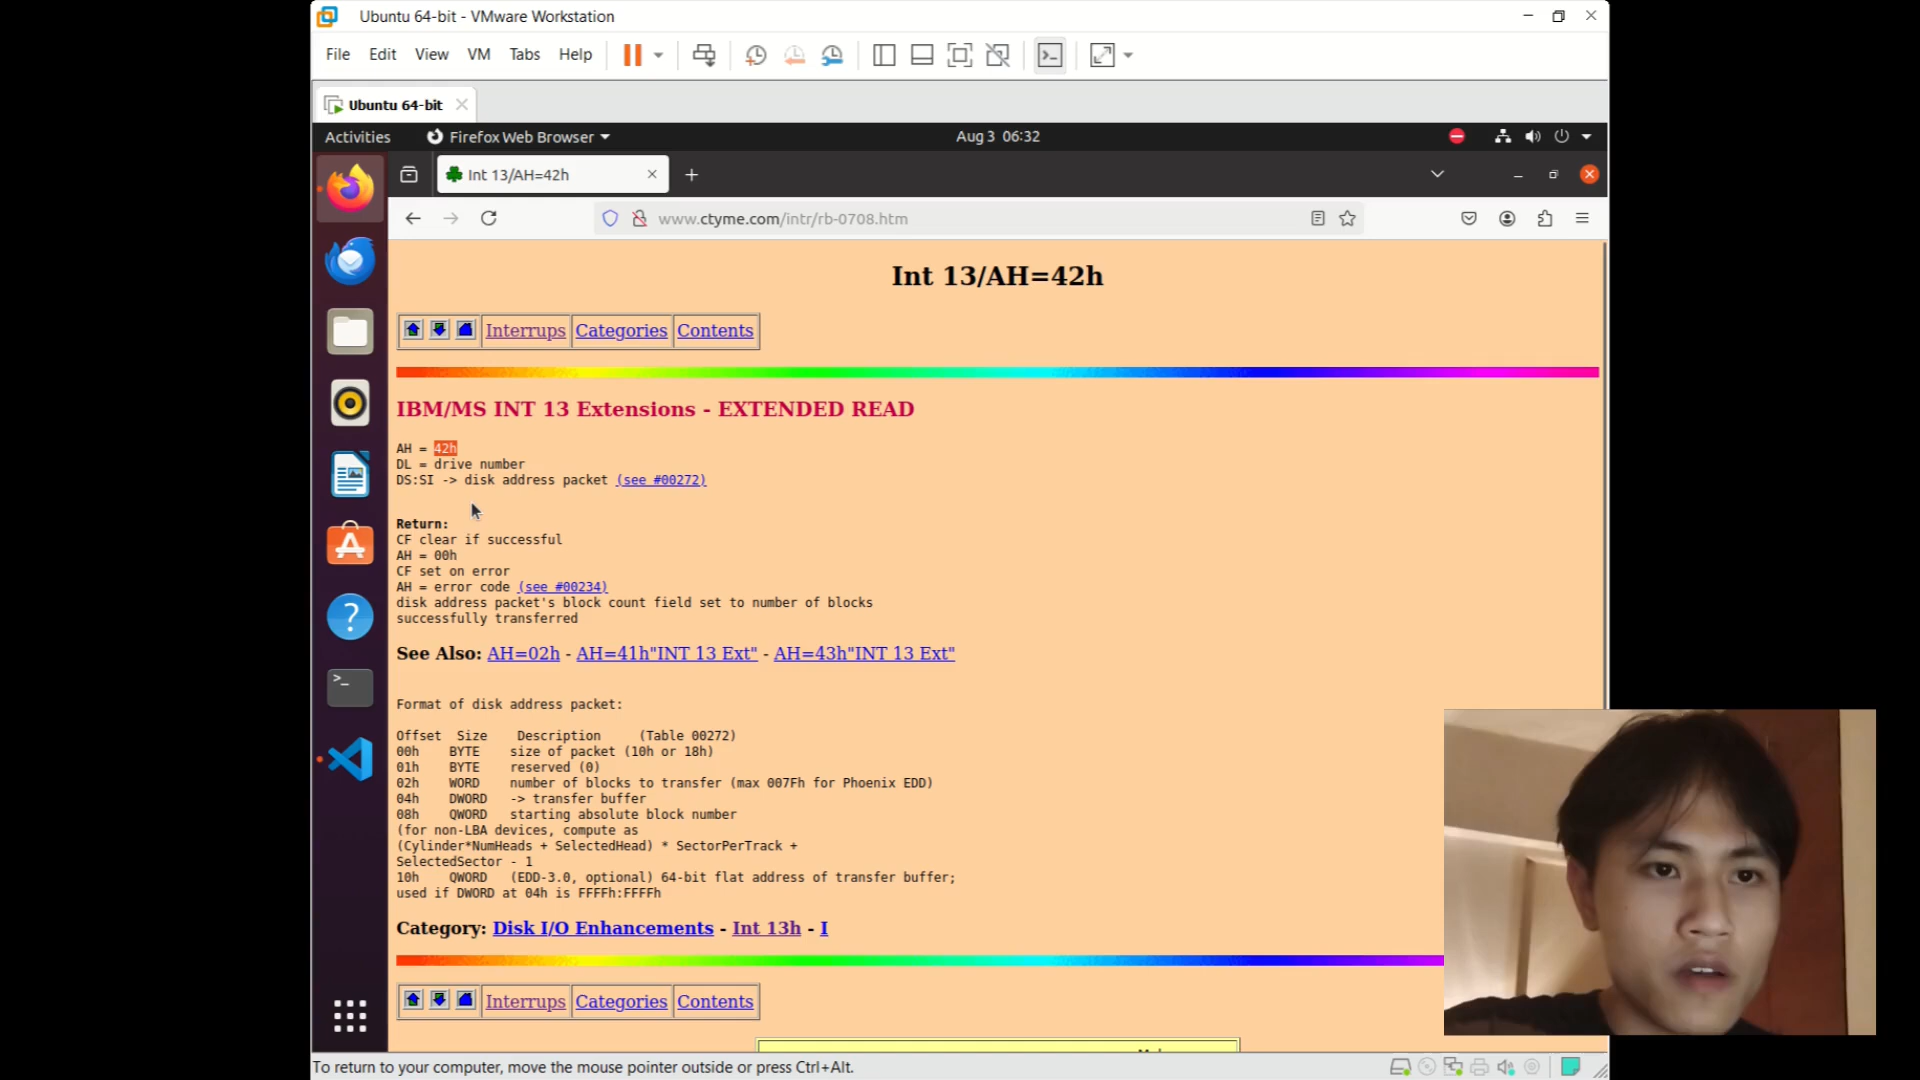 Ubuntu 64-bit - VMware Workstation
File Edit View VM Tabs Help
Ubuntu 64-bit
Activities Firefox Web Browser Aug 3 06:32
Int 13/AH=42h
www.ctyme.com/intr/rb-0708.htm
Int 13/AH=42h
Interrups Categories Contents
IBM/MS INT 13 Extensions - EXTENDED READ
AH = 42h
DL = drive number
DS:SI -> disk address packet (see #00272)
Return:
CF clear if successful
AH = 00h
CF set on error
AH = error code (see #00234)
disk address packet's block count field set to number of blocks
successfully transferred
See Also: AH=02h - AH=41h"INT 13 Ext" - AH=43h"INT 13 Ext"
Format of disk address packet:
Offset Size Description (Table 00272)
00h BYTE size of packet (10h or 18h)
01h BYTE reserved (0)
02h WORD number of blocks to transfer (max 007Fh for Phoenix EDD)
04h DWORD -> transfer buffer
08h QWORD starting absolute block number
(for non-LBA devices, compute as
(Cylinder*NumHeads + SelectedHead) * SectorPerTrack +
SelectedSector - 1
10h QWORD (EDD-3.0, optional) 64-bit flat address of transfer buffer;
used if DWORD at 04h is FFFFh:FFFFh
Category: Disk I/O Enhancements - Int 13h - I
Interrups Categories Contents
To return to your computer, move the mouse pointer outside or press Ctrl+Alt.